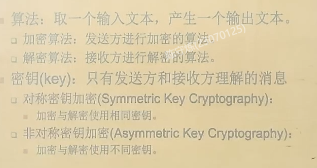 算法：取一个输入文本，产生一个输出文本。
加密算法：发送方进行加密的算法。
解密算法：接收方进行解密的算法。
密钥(key)：只有发送方和接收方理解的消息
对称密钥加密(Symmetric Key Cryptography)：
加密与解密使用相同密钥。
非对称密钥加密(Asymmetric Key Cryptography)：
加密与解密使用不同密钥。